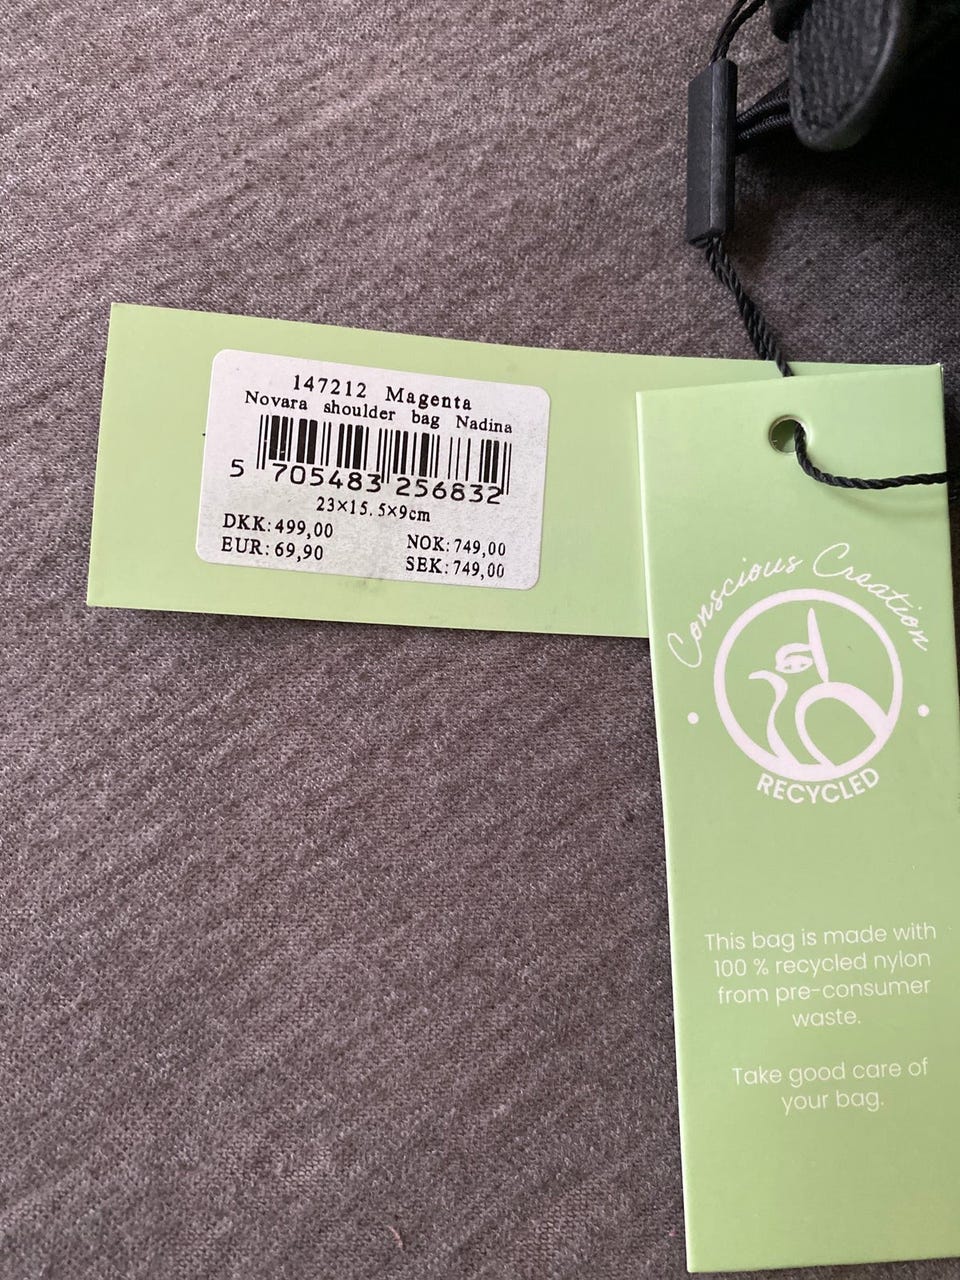 147212 Magenta
Novara shoulder bag Nadina
5 705483 256832
23×15.5×9cm
DKK:499,00
EUR:69,90
NOK:749,00
SEK:749,00
Conscious Creation
RECYCLED
This bag is made with
100 % recycled nylon
from pre-consumer
waste.
Take good care of
your bag.